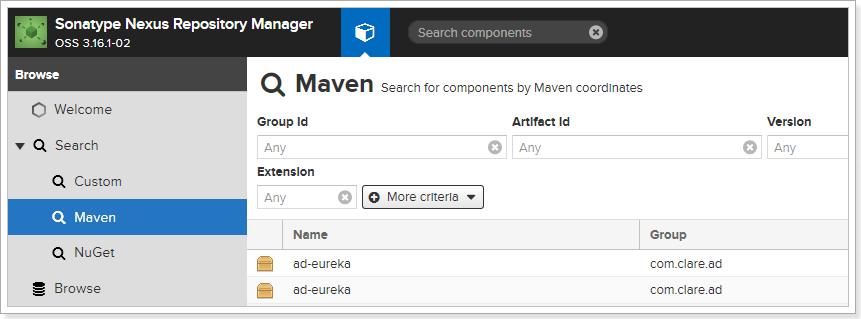 Sonatype Nexus Repository Manager
OSS 3.16.1-02
Search components
Browse
Welcome
Search
Custom
Maven
NuGet
Browse
Maven Search for components by Maven coordinates
Group Id Artifact Id Version
Any Any Any
Extension
Any More criteria
Name Group
ad-eureka com.clare.ad
ad-eureka com.clare.ad